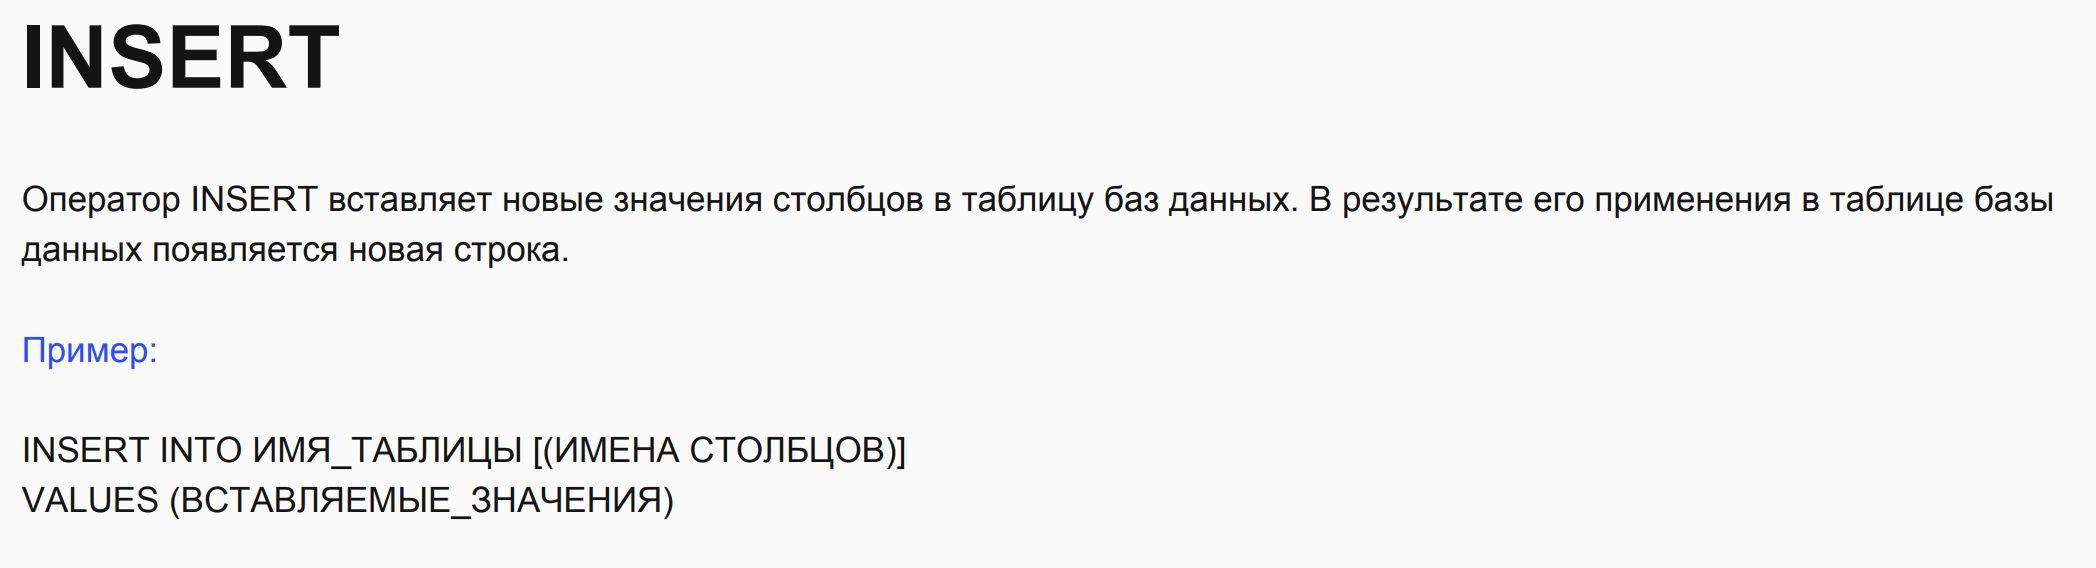 INSERT
Оператор INSERT вставляет новые значения столбцов в таблицу баз данных. В результате его применения в таблице базы
данных появляется новая строка.
Пример:
INSERT INTO ИМЯ_ТАБЛИЦЫ [(ИМЕНА СТОЛБЦОВ)]
VALUES (ВСТАВЛЯЕМЫЕ_ЗНАЧЕНИЯ)